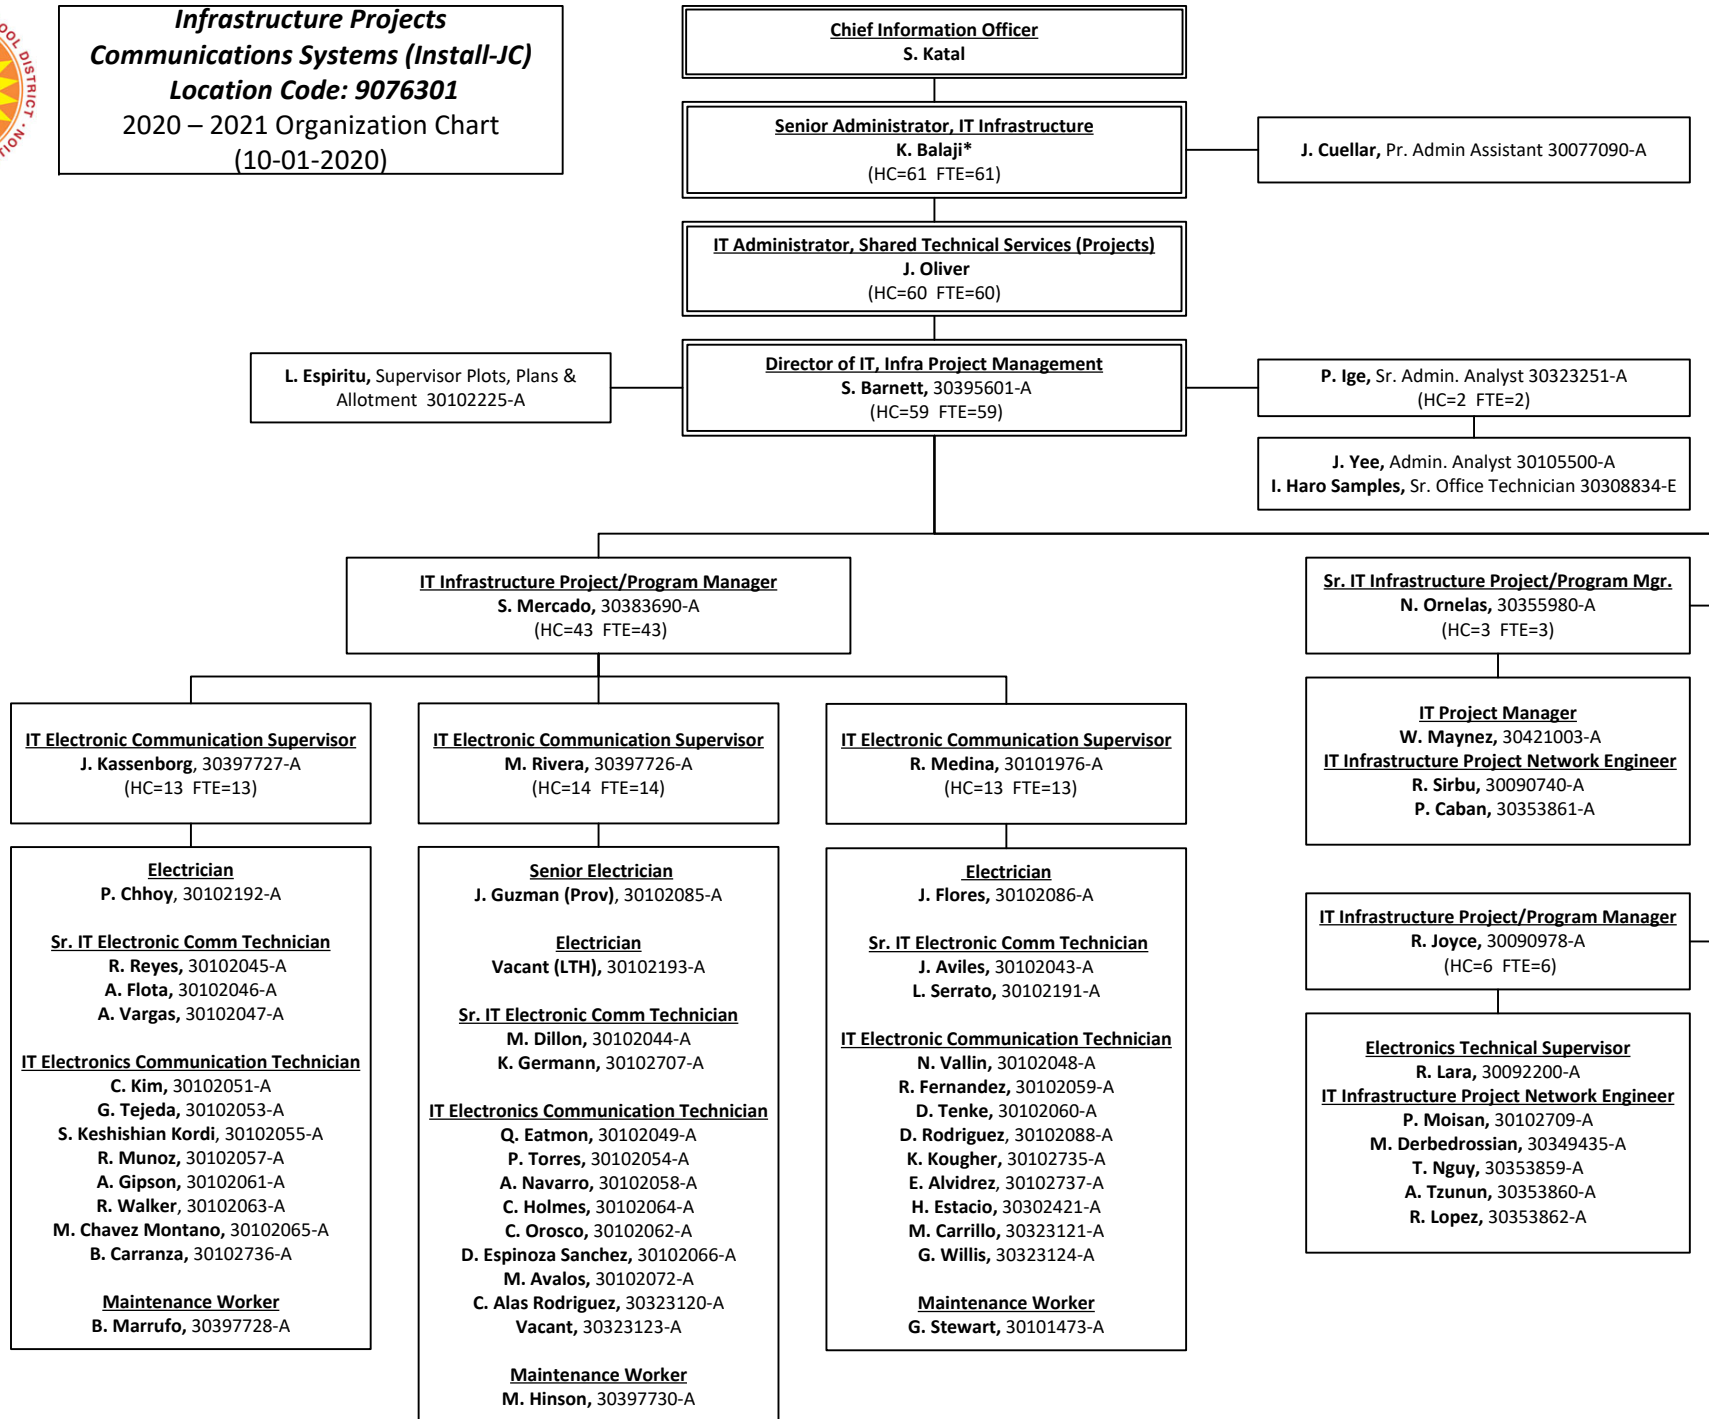 Infrastructure Projects
Communications Systems (Install-JC)
Location Code: 9076301
2020 – 2021 Organization Chart
(10-01-2020)
Chief Information Officer
S. Katal
Senior Administrator, IT Infrastructure
K. Balaji*
(HC=61 FTE=61)
J. Cuellar, Pr. Admin Assistant 30077090-A
IT Administrator, Shared Technical Services (Projects)
J. Oliver
(HC=60 FTE=60)
L. Espiritu, Supervisor Plots, Plans &
Allotment 30102225-A
Director of IT, Infra Project Management
S. Barnett, 30395601-A
(HC=59 FTE=59)
P. Ige, Sr. Admin. Analyst 30323251-A
(HC=2 FTE=2)
J. Yee, Admin. Analyst 30105500-A
I. Haro Samples, Sr. Office Technician 30308834-E
IT Infrastructure Project/Program Manager
S. Mercado, 30383690-A
(HC=43 FTE=43)
Sr. IT Infrastructure Project/Program Mgr.
N. Ornelas, 30355980-A
(HC=3 FTE=3)
IT Electronic Communication Supervisor
J. Kassenborg, 30397727-A
(HC=13 FTE=13)
Electrician
P. Chhoy, 30102192-A
Sr. IT Electronic Comm Technician
R. Reyes, 30102045-A
A. Flota, 30102046-A
A. Vargas, 30102047-A
IT Electronics Communication Technician
C. Kim, 30102051-A
G. Tejeda, 30102053-A
S. Keshishian Kordi, 30102055-A
R. Munoz, 30102057-A
A. Gipson, 30102061-A
R. Walker, 30102063-A
M. Chavez Montano, 30102065-A
B. Carranza, 30102736-A
Maintenance Worker
B. Marrufo, 30397728-A
IT Electronic Communication Supervisor
M. Rivera, 30397726-A
(HC=14 FTE=14)
Senior Electrician
J. Guzman (Prov), 30102085-A
Electrician
Vacant (LTH), 30102193-A
Sr. IT Electronic Comm Technician
M. Dillon, 30102044-A
K. Germann, 30102707-A
IT Electronics Communication Technician
Q. Eatmon, 30102049-A
P. Torres, 30102054-A
A. Navarro, 30102058-A
C. Holmes, 30102064-A
C. Orosco, 30102062-A
D. Espinoza Sanchez, 30102066-A
M. Avalos, 30102072-A
C. Alas Rodriguez, 30323120-A
Vacant, 30323123-A
Maintenance Worker
M. Hinson, 30397730-A
IT Electronic Communication Supervisor
R. Medina, 30101976-A
(HC=13 FTE=13)
Electrician
J. Flores, 30102086-A
Sr. IT Electronic Comm Technician
J. Aviles, 30102043-A
L. Serrato, 30102191-A
IT Electronic Communication Technician
N. Vallin, 30102048-A
R. Fernandez, 30102059-A
D. Tenke, 30102060-A
D. Rodriguez, 30102088-A
K. Kougher, 30102735-A
E. Alvidrez, 30102737-A
H. Estacio, 30302421-A
M. Carrillo, 30323121-A
G. Willis, 30323124-A
Maintenance Worker
G. Stewart, 30101473-A
IT Project Manager
W. Maynez, 30421003-A
IT Infrastructure Project Network Engineer
R. Sirbu, 30090740-A
P. Caban, 30353861-A
IT Infrastructure Project/Program Manager
R. Joyce, 30090978-A
(HC=6 FTE=6)
Electronics Technical Supervisor
R. Lara, 30092200-A
IT Infrastructure Project Network Engineer
P. Moisan, 30102709-A
M. Derbedrossian, 30349435-A
T. Nguy, 30353859-A
A. Tzunun, 30353860-A
R. Lopez, 30353862-A